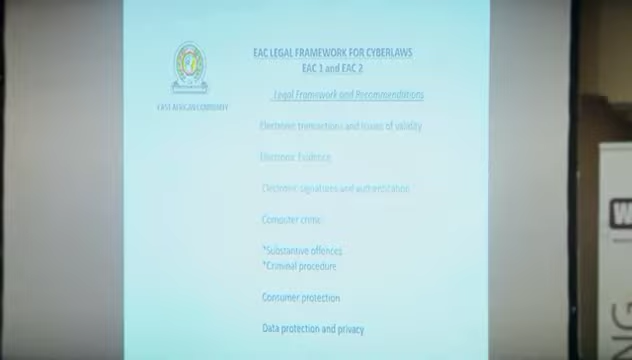 EAC LEGAL FRAMEWORK FOR CYBERLAWS
EAC 1 and EAC 2
EAST AFRICAN COMMUNITY
Legal Framework and Recommendations
Electronic transactions and issues of validity
Electronic Evidence
Electronic signatures and authentication
Computer crime
*Substantive offences
*Criminal procedure
Consumer protection
Data protection and privacy
W
NG